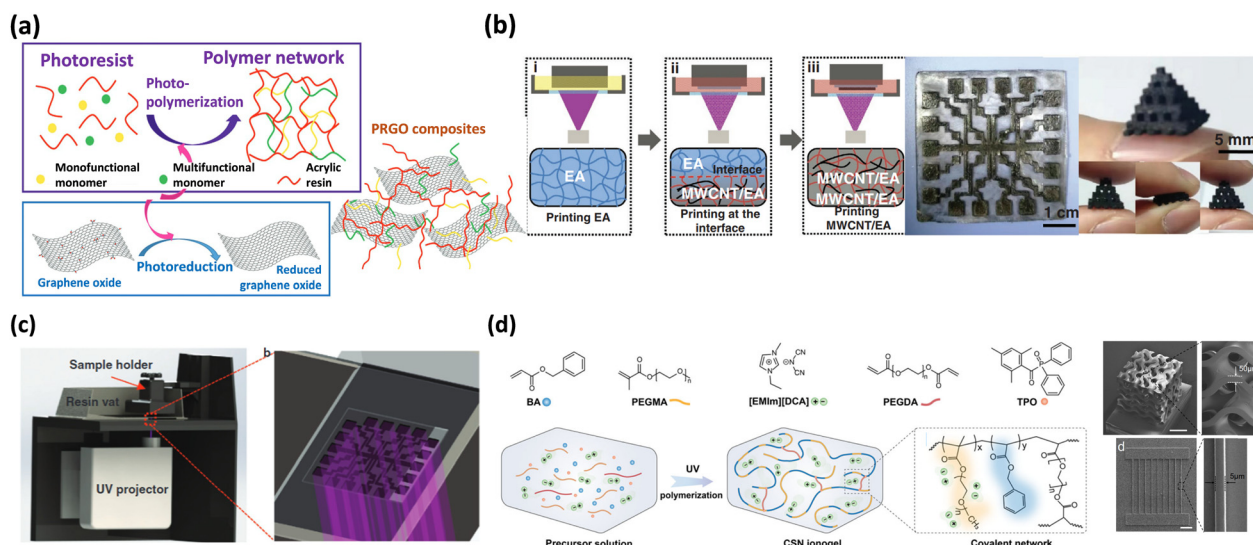 (a)
Photoresist
Polymer network
Photo-
polymerization
Monofunctional
monomer
Multifunctional
monomer
Acrylic
resin
PRGO composites
Photoreduction
Graphene oxide
Reduced
graphene oxide
(b)
i
EA
Printing EA
ii
EA
Interface
MWCNT/EA
Printing at the
interface
iii
MWCNT/EA
MWCNT/EA
Printing
MWCNT/EA
1 cm
5 mm
(c)
Sample holder
Resin vat
UV projector
b
(d)
BA
PEGMA
[EMIm][DCA]
PEGDA
TPO
UV
polymerization
Precursor solution
CSN ionogel
Covalent network
50μm
d
5μm